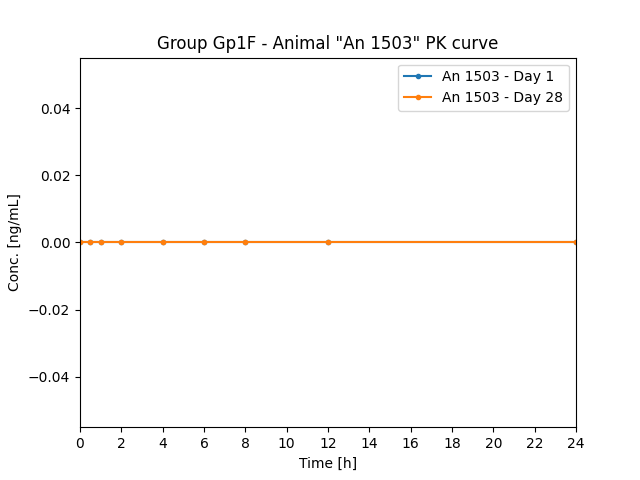 Group Gp1F - Animal "An 1503" PK curve
An 1503 - Day 1
An 1503 - Day 28
0.04
0.02
0.00
−0.02
−0.04
Conc. [ng/mL]
0 2 4 6 8 10 12 14 16 18 20 22 24
Time [h]